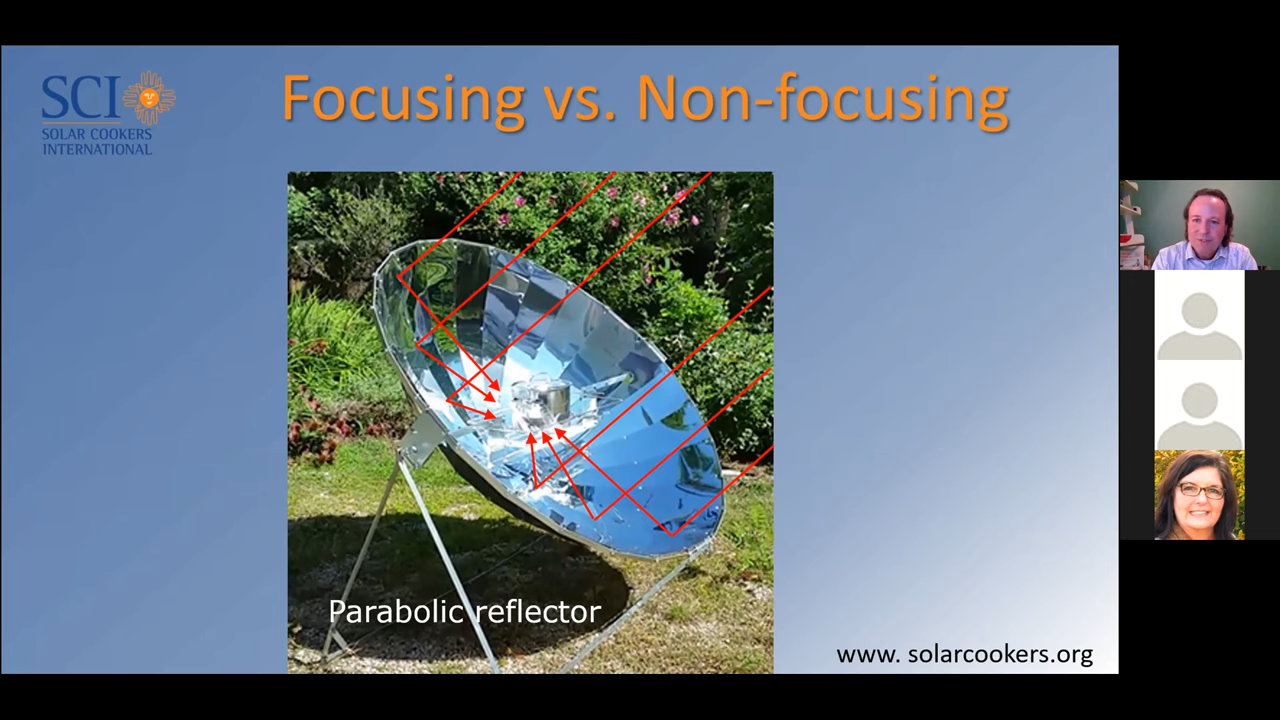 SCI
SOLAR COOKERS
INTERNATIONAL
Focusing vs. Non-focusing
Parabolic reflector
www. solarcookers.org